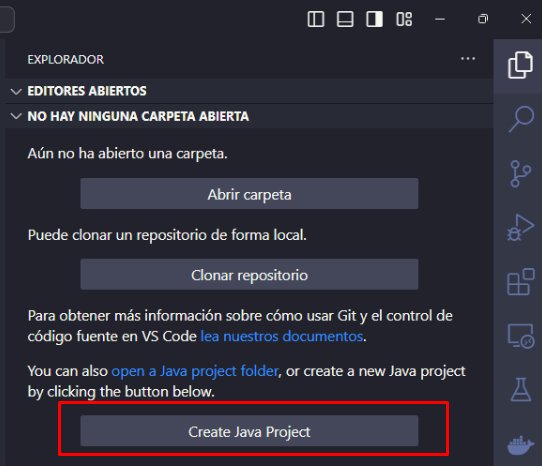 EXPLORADOR
EDITORES ABIERTOS
NO HAY NINGUNA CARPETA ABIERTA
Aún no ha abierto una carpeta.
Abrir carpeta
Puede clonar un repositorio de forma local.
Clonar repositorio
Para obtener más información sobre cómo usar Git y el control de
código fuente en VS Code lea nuestros documentos.
You can also open a Java project folder, or create a new Java project
by clicking the button below.
Create Java Project